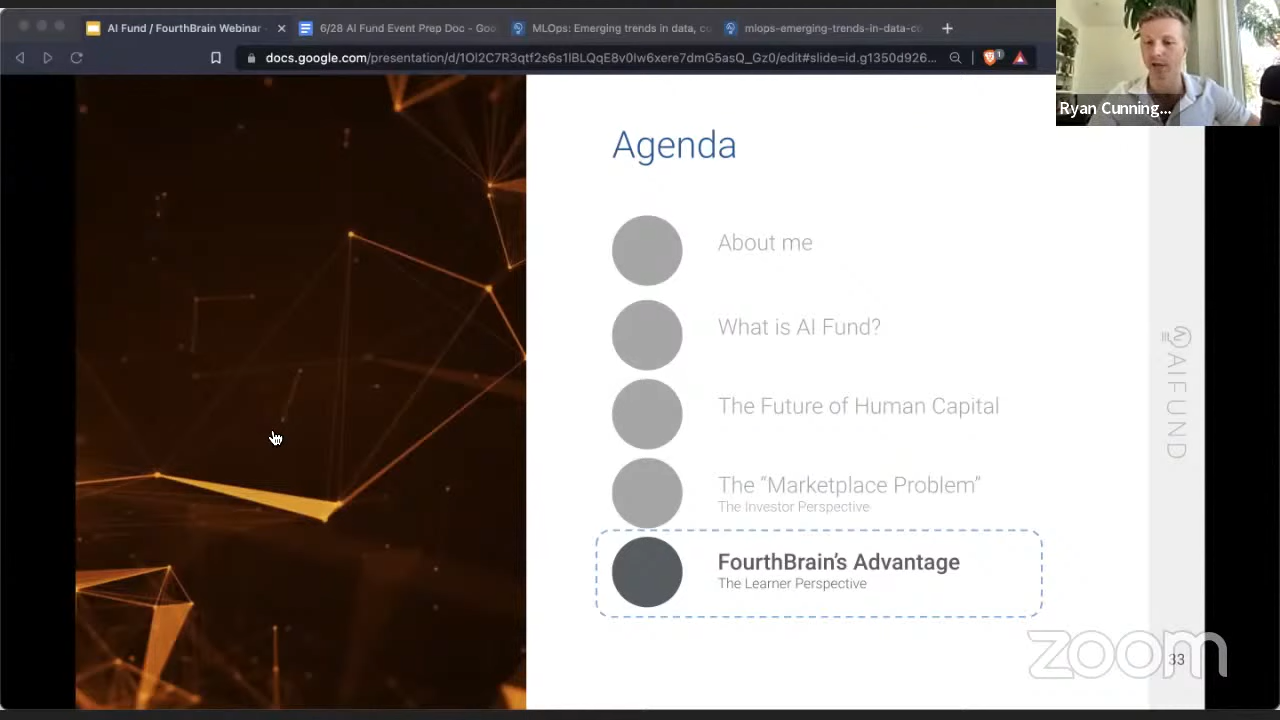 AI Fund / FourthBrain Webinar
6/28 AI Fund Event Prep Doc - Goo
MLOps: Emerging trends in data, co
mlops-emerging-trends-in-data-co
docs.google.com/presentation/d/1Ol2C7R3qtf2s6s1lBLQqE8v0lw6xere7dmG5asQ_Gz0/edit#slide=id.g1350d926...
1
Ryan Cunning...
Agenda
About me
What is AI Fund?
The Future of Human Capital
The “Marketplace Problem”
The Investor Perspective
FourthBrain’s Advantage
The Learner Perspective
AIFUND
zoom
33